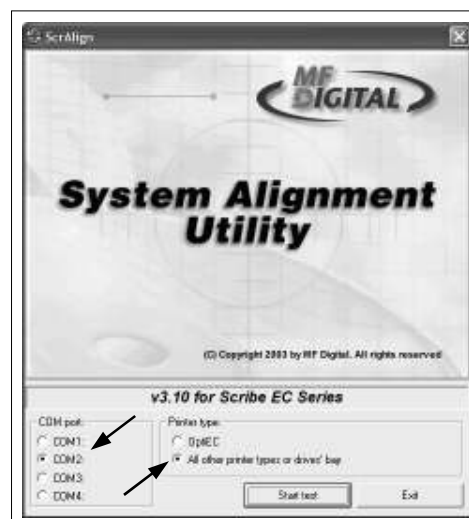 ScrAlign
MF
DIGITAL
System Alignment
Utility
(C) Copyright 2003 by MF Digital. All rights reserved
v3.10 for Scribe EC Series
COM port:
COM1:
COM2:
COM3:
COM4:
Printer type:
OptiEC
All other printer types or drives' bay
Start test
Exit